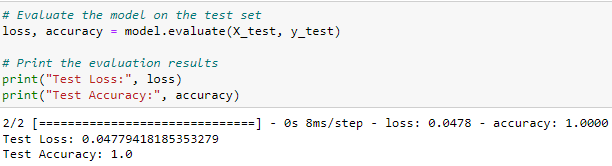 # Evaluate the model on the test set
loss, accuracy = model.evaluate(X_test, y_test)
# Print the evaluation results
print("Test Loss:", loss)
print("Test Accuracy:", accuracy)
2/2 [==============================] - 0s 8ms/step - loss: 0.0478 - accuracy: 1.0000
Test Loss: 0.04779418185353279
Test Accuracy: 1.0